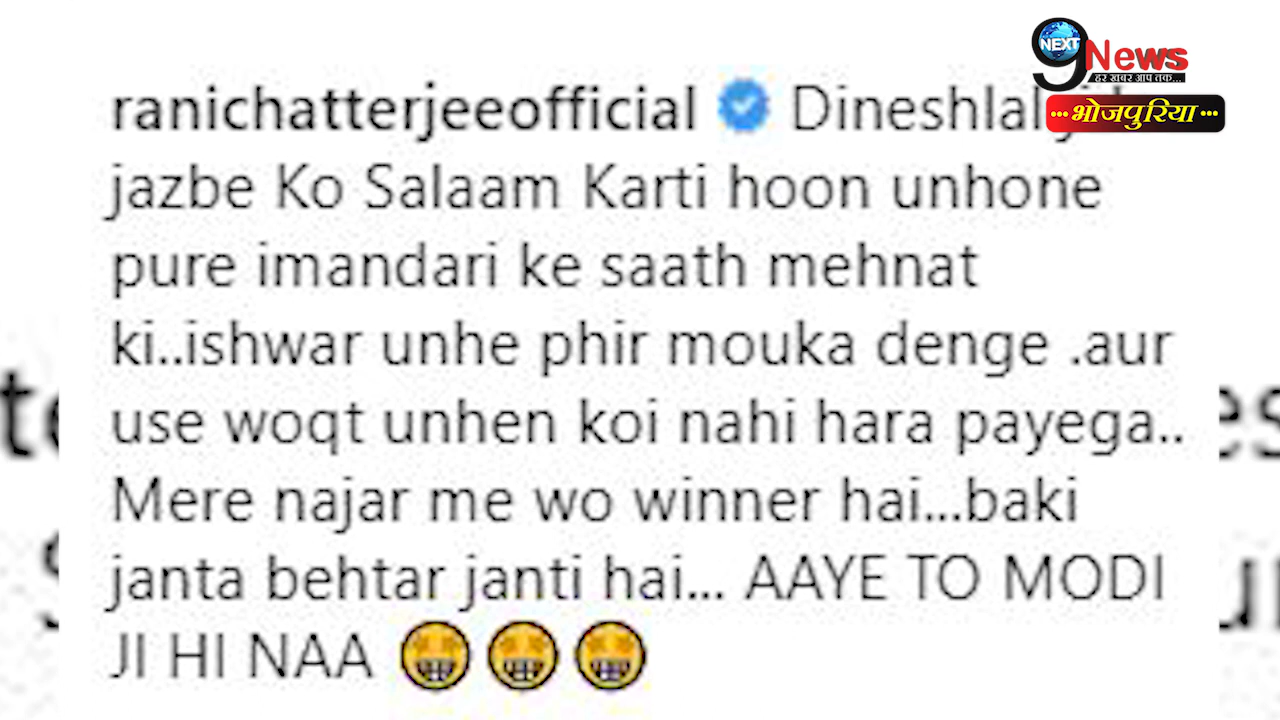 NEXT
9News
हर खबर आप तक...
...भोजपुरिया...
ranichatterjeeofficial Dineshlal
jazbe Ko Salaam Karti hoon unhone
pure imandari ke saath mehnat
ki..ishwar unhe phir mouka denge .aur
use woqt unhen koi nahi hara payega..
Mere najar me wo winner hai...baki
janta behtar janti hai... AAYE TO MODI
JI HI NAA 🤩🤩🤩